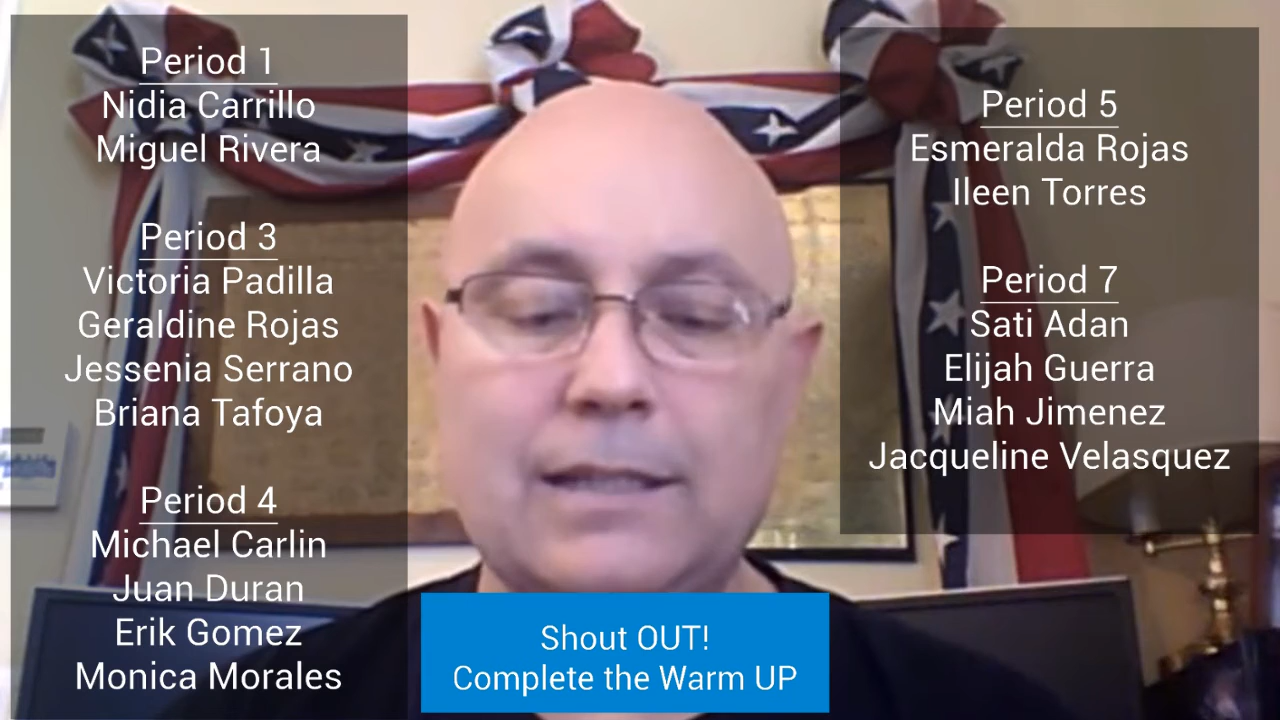 Period 1
Nidia Carrillo
Miguel Rivera
Period 3
Victoria Padilla
Geraldine Rojas
Jessenia Serrano
Briana Tafoya
Period 4
Michael Carlin
Juan Duran
Erik Gomez
Monica Morales
Period 5
Esmeralda Rojas
Ileen Torres
Period 7
Sati Adan
Elijah Guerra
Miah Jimenez
Jacqueline Velasquez
Shout OUT!
Complete the Warm UP